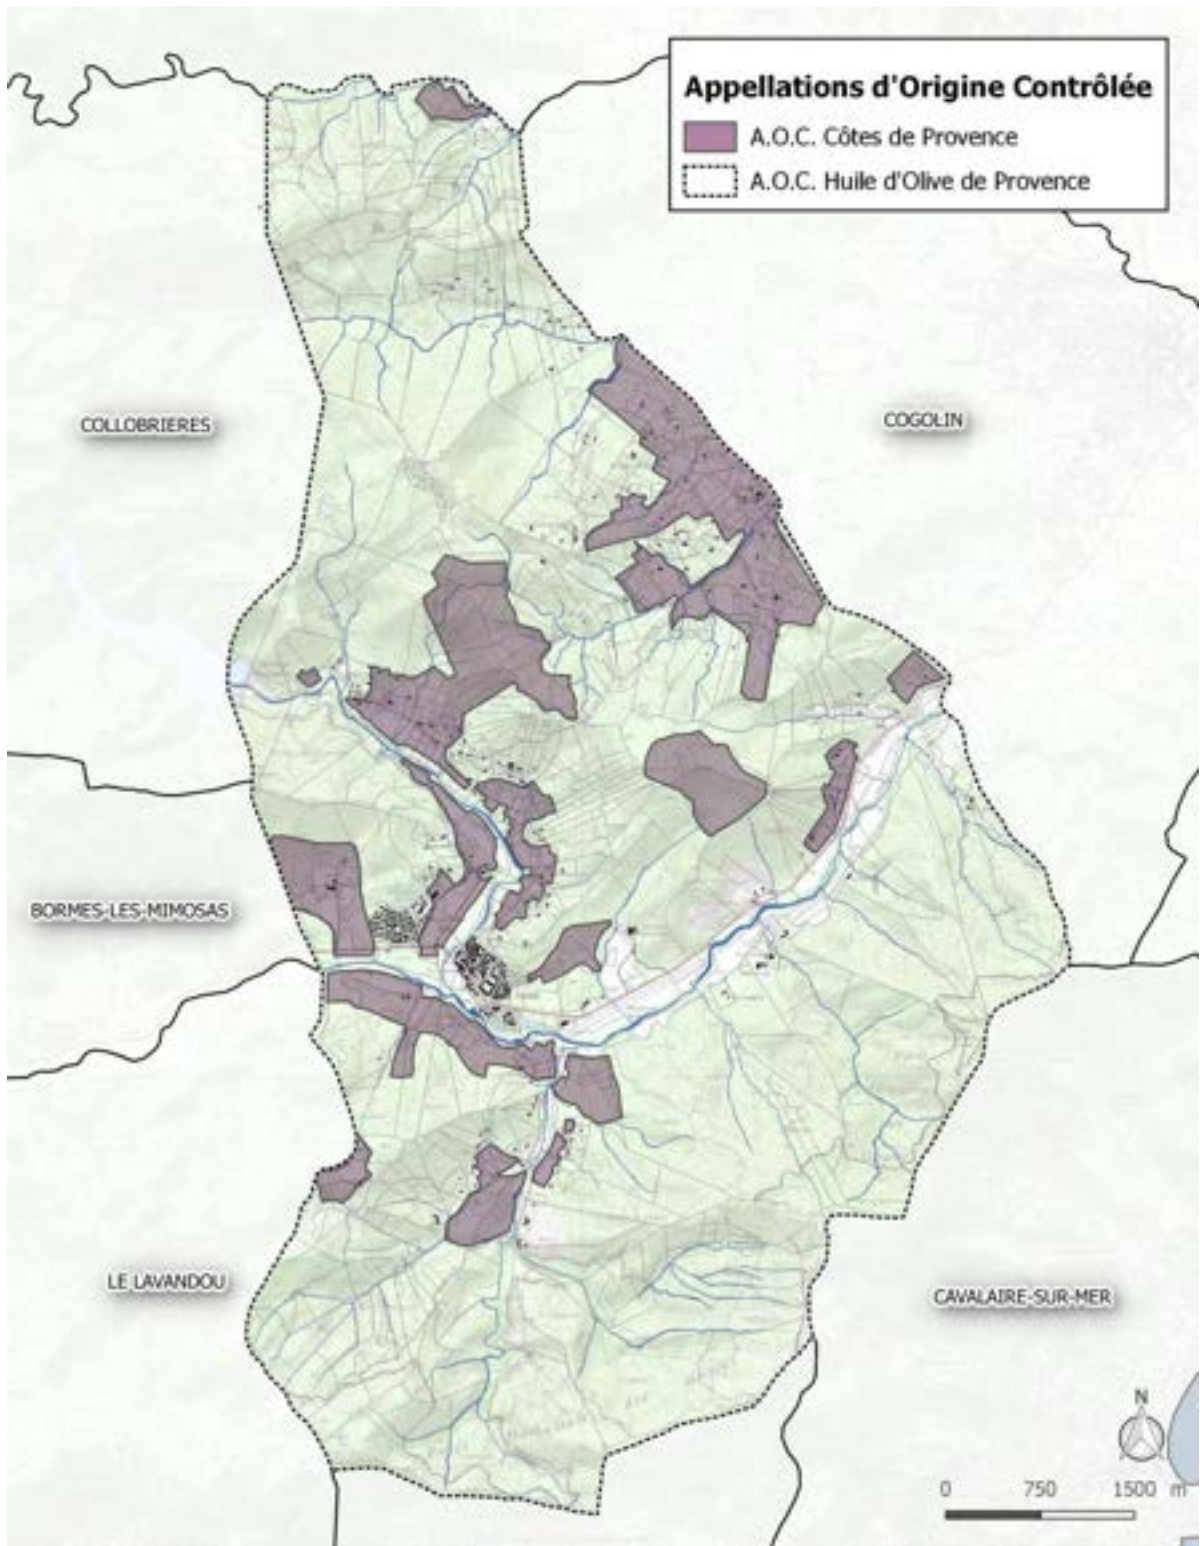 Appellations d'Origine Contrôlée
A.O.C. Côtes de Provence
A.O.C. Huile d'Olive de Provence
COLLOBRIERES
COGOLIN
BORMES-LES-MIMOSAS
LE LAVANDOU
CAVALAIRE-SUR-MER
N
0 750 1500 m